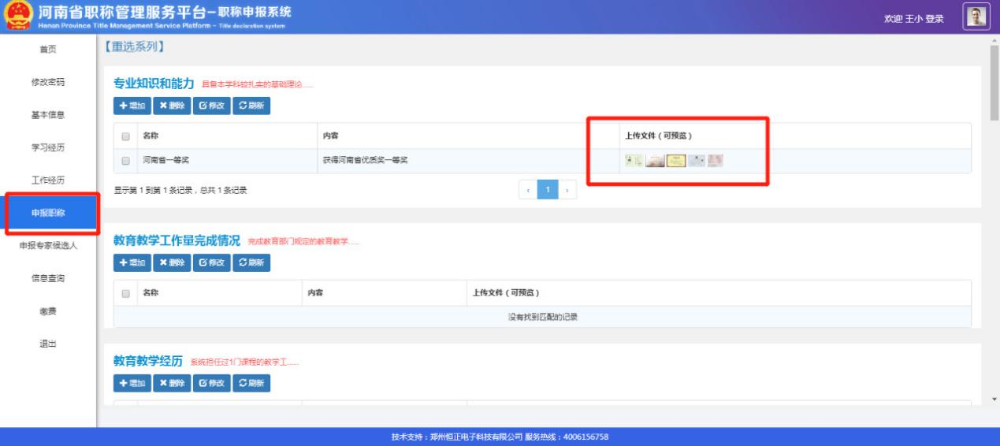 河南省职称管理服务平台-职称申报系统
Henan Province Title Management Service Platform - Title declaration system
欢迎 王小 登录
首页
修改密码
基本信息
学习经历
工作经历
申报职称
申报专家候选人
信息查询
缴费
退出
【重选系列】
专业知识和能力 具备本学科较扎实的基础理论......
增加 删除 修改 刷新
名称 内容 上传文件（可预览）
河南省一等奖 获得河南省优质奖一等奖
显示第 1 到第 1 条记录，总共 1 条记录
‹ 1 ›
教育教学工作量完成情况 完成教育部门规定的教育教学......
增加 删除 修改 刷新
名称 内容 上传文件（可预览）
没有找到匹配的记录
教育教学经历 系统担任过1门课程的教学工......
增加 删除 修改 刷新
技术支持：郑州恒正电子科技有限公司 服务热线：4006156758